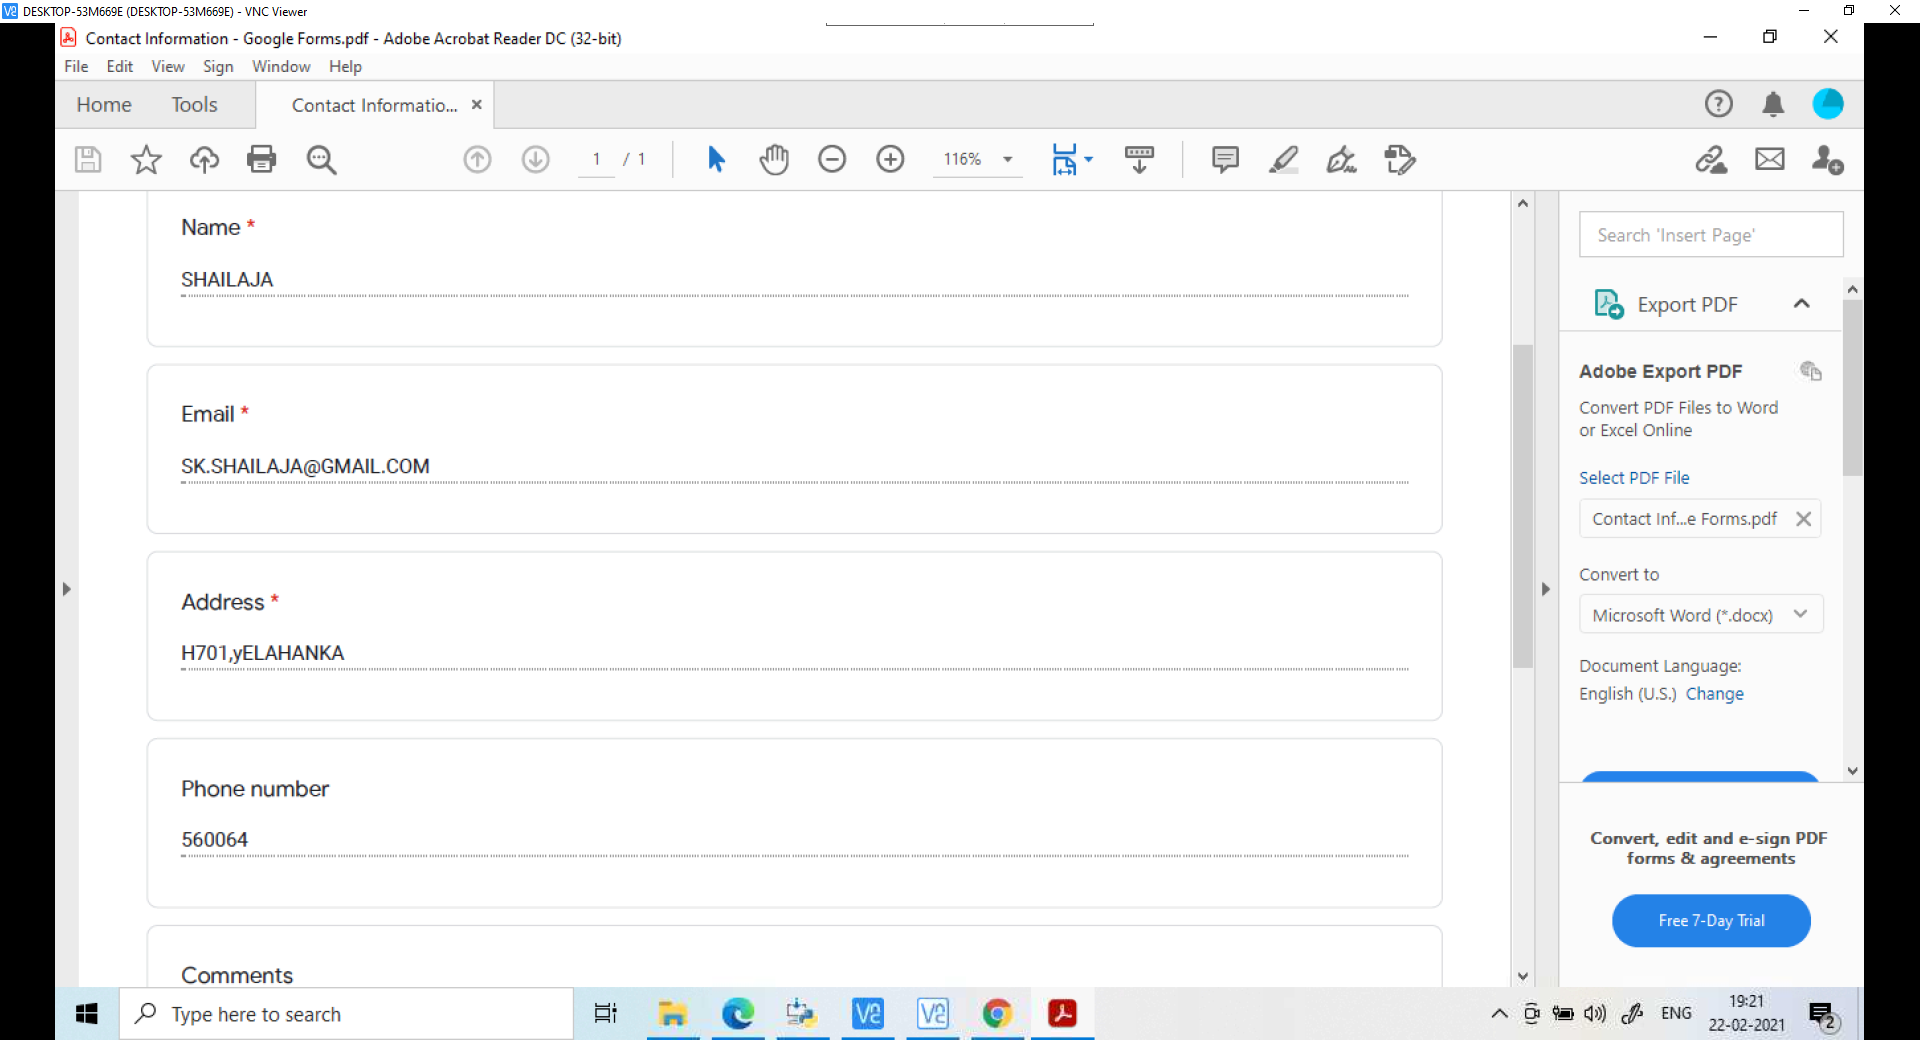 DESKTOP-53M669E (DESKTOP-53M669E) - VNC Viewer
Contact Information - Google Forms.pdf - Adobe Acrobat Reader DC (32-bit)
File Edit View Sign Window Help
Home Tools Contact Informatio...
1 / 1 116%
Name *
SHAILAJA
Email *
SK.SHAILAJA@GMAIL.COM
Address *
H701,yELAHANKA
Phone number
560064
Comments
Search 'Insert Page'
Export PDF
Adobe Export PDF
Convert PDF Files to Word
or Excel Online
Select PDF File
Contact Inf...e Forms.pdf
Convert to
Microsoft Word (*.docx)
Document Language:
English (U.S.) Change
Convert, edit and e-sign PDF
forms & agreements
Free 7-Day Trial
Type here to search
ENG
19:21
22-02-2021
2